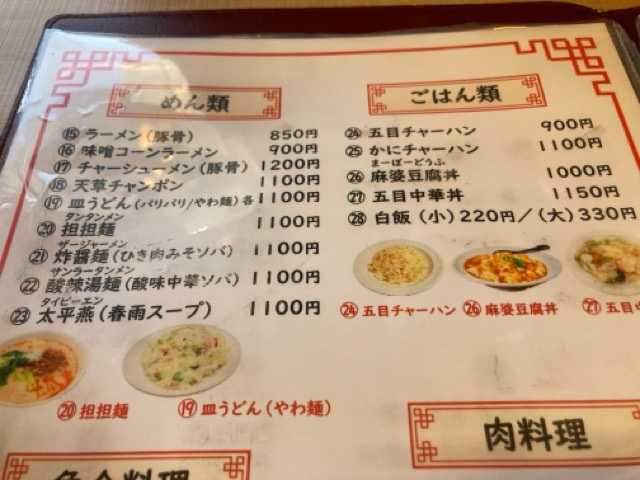 めん類
⑮ ラーメン(豚骨) 850円
⑯ 味噌コーンラーメン 900円
⑰ チャーシューメン(豚骨) 1200円
⑱ 天草チャンポン 1100円
⑲ 皿うどん(パリパリ/やわ麺)各 1100円
タンタンメン
⑳ 担担麺 1100円
ザージャーメン
㉑ 炸醤麺(ひき肉みそソバ) 1100円
サンラータンメン
㉒ 酸辣湯麺(酸味中華ソバ) 1100円
タイピーエン
㉓ 太平燕(春雨スープ) 1100円
⑳ 担担麺
⑲ 皿うどん(やわ麺)
ごはん類
㉔ 五目チャーハン 900円
㉕ かにチャーハン 1100円
まーぼーどうふ
㉖ 麻婆豆腐丼 1000円
㉗ 五目中華丼 1150円
㉘ 白飯(小)220円/(大)330円
㉔ 五目チャーハン
㉖ 麻婆豆腐丼
㉗ 五目
肉料理
料理